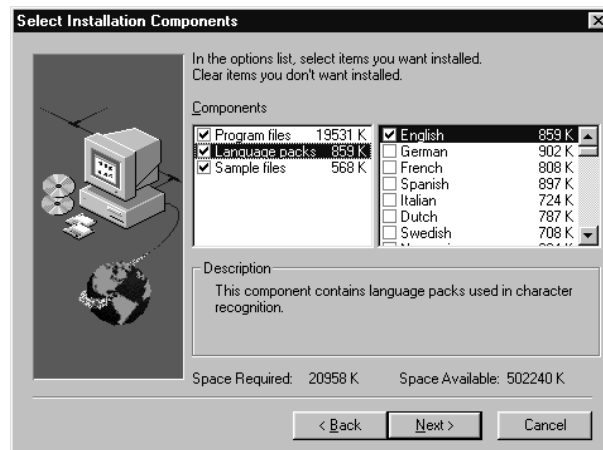 Select Installation Components
In the options list, select items you want installed.
Clear items you don't want installed.
Components
Program files 19531 K
Language packs 859 K
Sample files 568 K
English 859 K
German 902 K
French 808 K
Spanish 897 K
Italian 724 K
Dutch 787 K
Swedish 708 K
Description
This component contains language packs used in character
recognition.
Space Required: 20958 K Space Available: 502240 K
< Back Next > Cancel